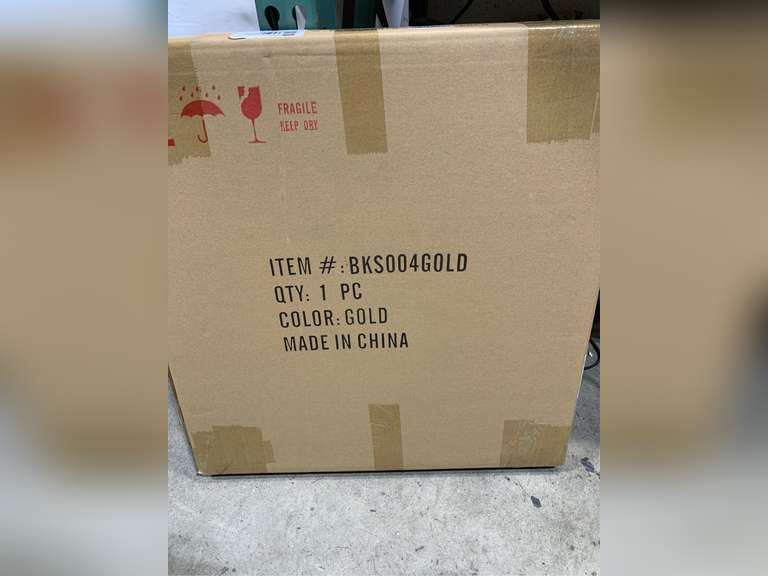 FRAGILE
KEEP DRY
ITEM #: BKS004GOLD
QTY: 1 PC
COLOR: GOLD
MADE IN CHINA